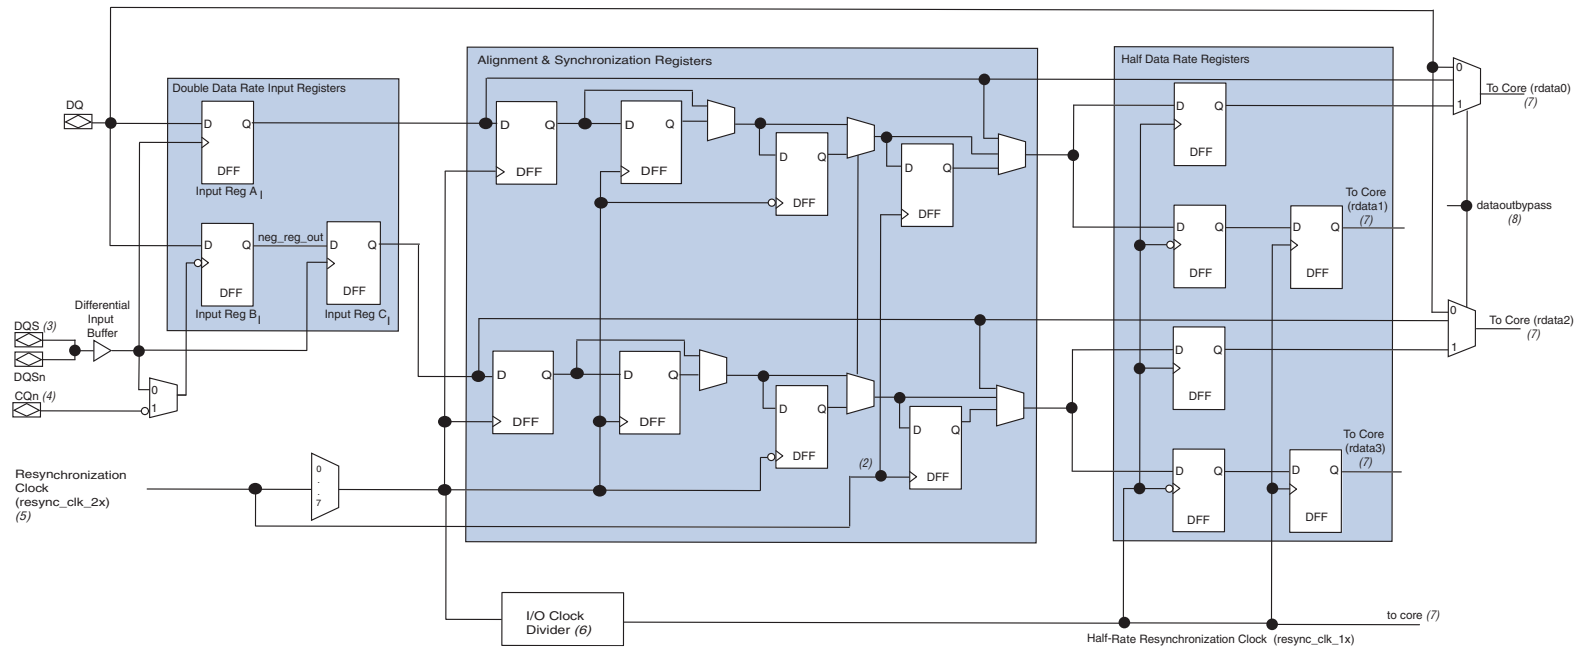 Alignment & Synchronization Registers
Half Data Rate Registers
Double Data Rate Input Registers
DQ
D Q
DFF
Input Reg A I
D Q
DFF
Input Reg B I
neg_reg_out
D Q
DFF
Input Reg C I
Differential
Input
Buffer
DQS (3)
DQSn
CQn (4)
0
1
Resynchronization
Clock
(resync_clk_2x)
(5)
0
.
.
7
D Q
DFF
D Q
DFF
D Q
DFF
D Q
DFF
D Q
DFF
D Q
DFF
D Q
DFF
D Q
DFF
(2)
D Q
DFF
D Q
DFF
D Q
DFF
D Q
DFF
D Q
DFF
D Q
DFF
0
1
To Core (rdata0)
(7)
To Core
(rdata1)
(7)
dataoutbypass
(8)
0
1
To Core (rdata2)
(7)
To Core
(rdata3)
(7)
I/O Clock
Divider (6)
to core (7)
Half-Rate Resynchronization Clock (resync_clk_1x)